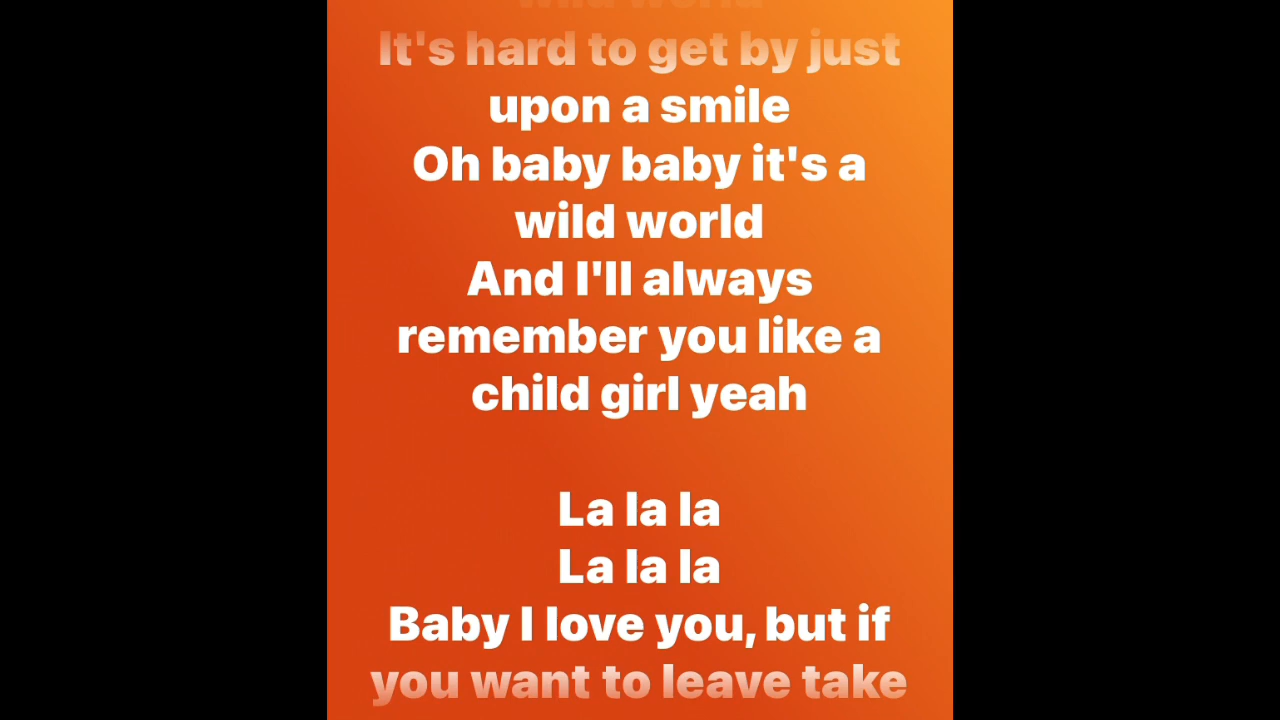 wild world
It's hard to get by just
upon a smile
Oh baby baby it's a
wild world
And I'll always
remember you like a
child girl yeah
La la la
La la la
Baby I love you, but if
you want to leave take